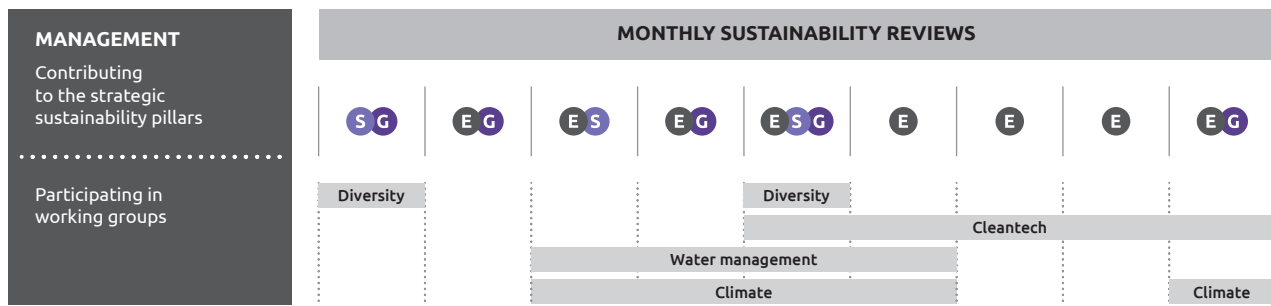 MANAGEMENT
Contributing
to the strategic
sustainability pillars
Participating in
working groups
MONTHLY SUSTAINABILITY REVIEWS
S G E G E S E G E S G E E E E G
Diversity Diversity
Cleantech
Water management
Climate Climate